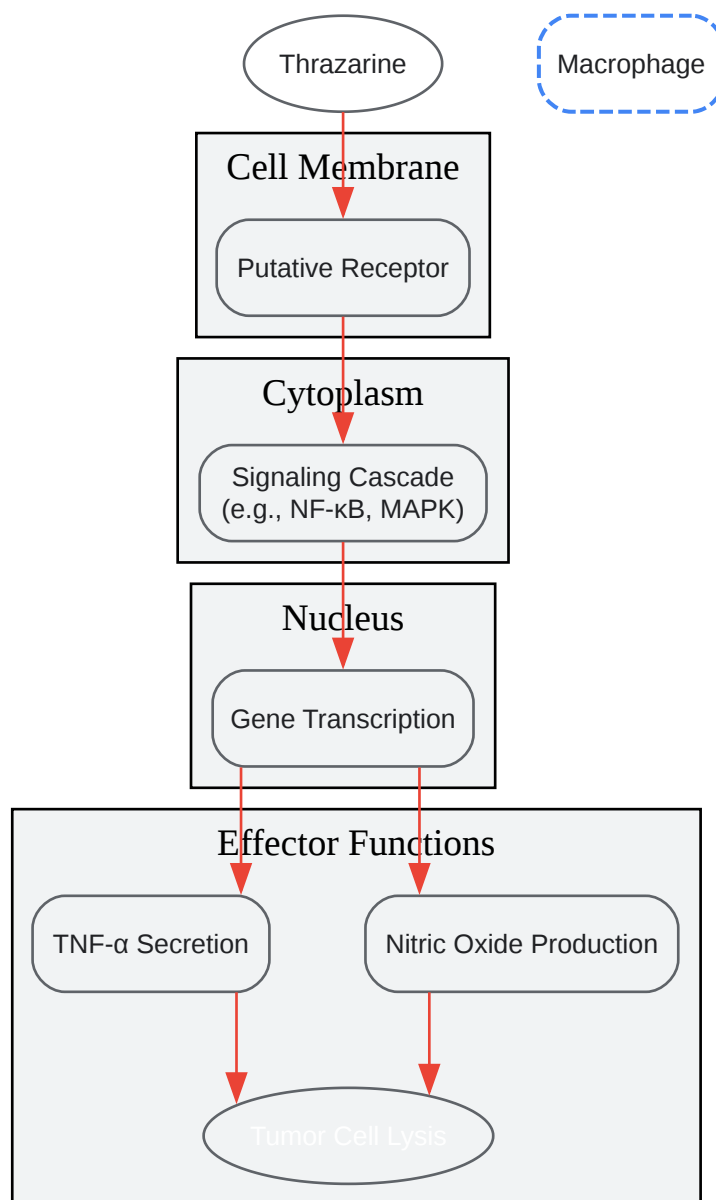 Thrazarine
Macrophage
Cell Membrane
Putative Receptor
Cytoplasm
Signaling Cascade
(e.g., NF-κB, MAPK)
Nucleus
Gene Transcription
Effector Functions
TNF-α Secretion
Nitric Oxide Production
Tumor Cell Lysis